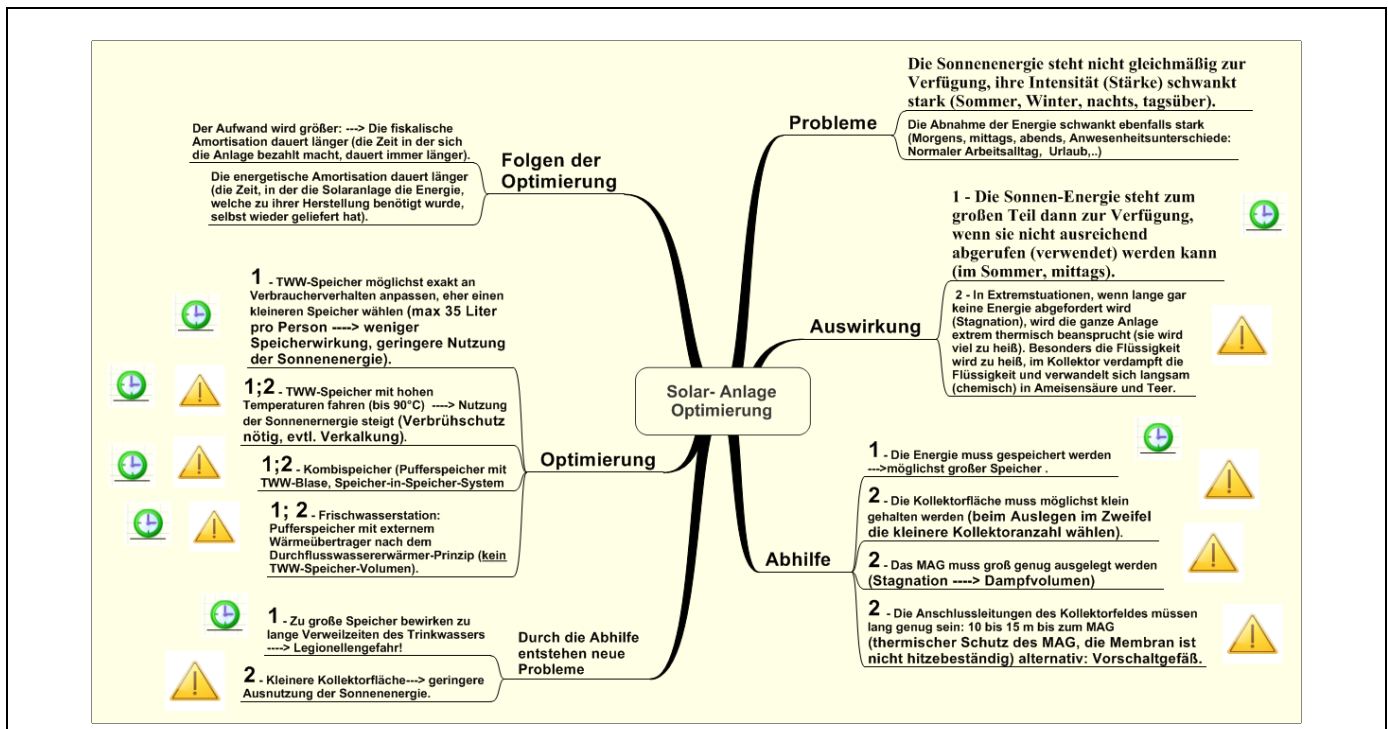 Solar- Anlage
Optimierung
Probleme
Die Sonnenenergie steht nicht gleichmäßig zur
Verfügung, ihre Intensität (Stärke) schwankt
stark (Sommer, Winter, nachts, tagsüber).
Die Abnahme der Energie schwankt ebenfalls stark
(Morgens, mittags, abends, Anwesenheitsunterschiede:
Normaler Arbeitsalltag, Urlaub,..)
Auswirkung
1 - Die Sonnen-Energie steht zum
großen Teil dann zur Verfügung,
wenn sie nicht ausreichend
abgerufen (verwendet) werden kann
(im Sommer, mittags).
2 - In Extremstuationen, wenn lange gar
keine Energie abgefordert wird
(Stagnation), wird die ganze Anlage
extrem thermisch beansprucht (sie wird
viel zu heiß). Besonders die Flüssigkeit
wird zu heiß, im Kollektor verdampft die
Flüssigkeit und verwandelt sich langsam
(chemisch) in Ameisensäure und Teer.
Abhilfe
1 - Die Energie muss gespeichert werden
--->möglichst großer Speicher .
2 - Die Kollektorfläche muss möglichst klein
gehalten werden (beim Auslegen im Zweifel
die kleinere Kollektoranzahl wählen).
2 - Das MAG muss groß genug ausgelegt werden
(Stagnation ----> Dampfvolumen)
2 - Die Anschlussleitungen des Kollektorfeldes müssen
lang genug sein: 10 bis 15 m bis zum MAG
(thermischer Schutz des MAG, die Membran ist
nicht hitzebeständig) alternativ: Vorschaltgefäß.
Durch die Abhilfe
entstehen neue
Probleme
1 - Zu große Speicher bewirken zu
lange Verweilzeiten des Trinkwassers
----> Legionellengefahr!
2 - Kleinere Kollektorfläche---> geringere
Ausnutzung der Sonnenenergie.
Optimierung
1 - TWW-Speicher möglichst exakt an
Verbraucherverhalten anpassen, eher einen
kleineren Speicher wählen (max 35 Liter
pro Person ----> weniger
Speicherwirkung, geringere Nutzung
der Sonnenenergie).
1;2 - TWW-Speicher mit hohen
Temperaturen fahren (bis 90°C) ----> Nutzung
der Sonnenernergie steigt (Verbrühschutz
nötig, evtl. Verkalkung).
1;2 - Kombispeicher (Pufferspeicher mit
TWW-Blase, Speicher-in-Speicher-System
1; 2 - Frischwasserstation:
Pufferspeicher mit externem
Wärmeübertrager nach dem
Durchflusswassererwärmer-Prinzip (kein
TWW-Speicher-Volumen).
Folgen der
Optimierung
Der Aufwand wird größer: ---> Die fiskalische
Amortisation dauert länger (die Zeit in der sich
die Anlage bezahlt macht, dauert immer länger).
Die energetische Amortisation dauert länger
(die Zeit, in der die Solaranlage die Energie,
welche zu ihrer Herstellung benötigt wurde,
selbst wieder geliefert hat).